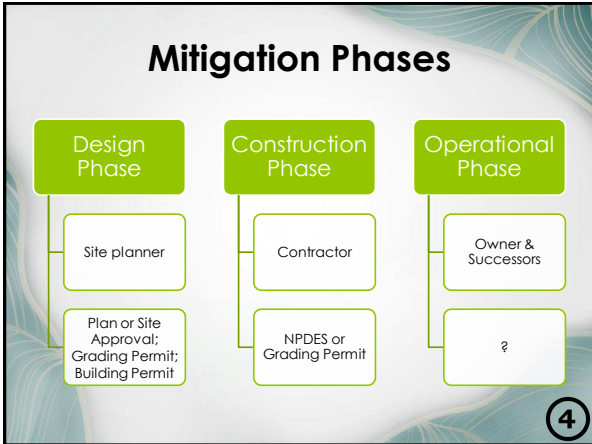 Mitigation Phases
Design
Phase
Site planner
Plan or Site
Approval;
Grading Permit;
Building Permit
Construction
Phase
Contractor
NPDES or
Grading Permit
Operational
Phase
Owner &
Successors
?
4